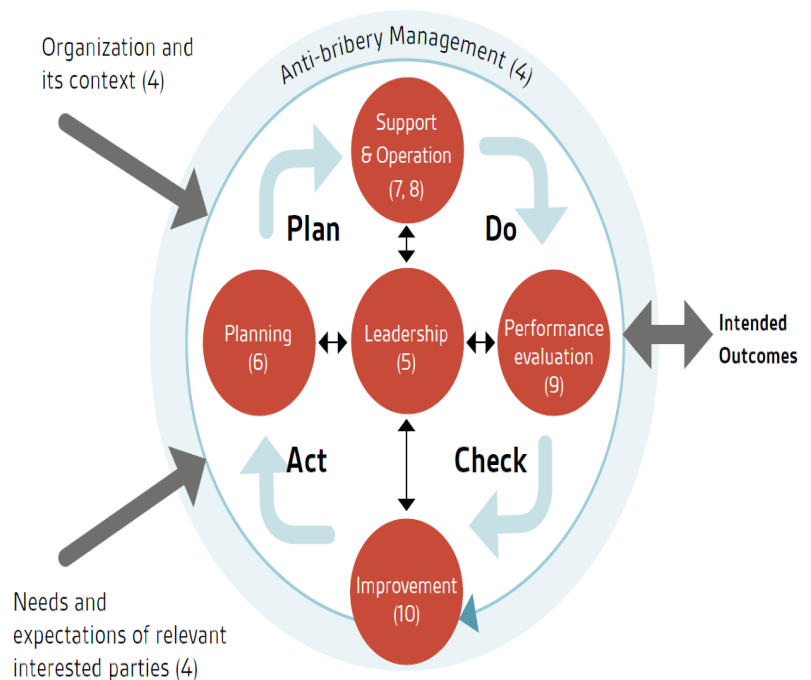 Organization and
its context (4)
Anti-bribery Management (4)
Support
& Operation
(7, 8)
Plan
Do
Planning
(6)
Leadership
(5)
Performance
evaluation
(9)
Intended
Outcomes
Act
Check
Improvement
(10)
Needs and
expectations of relevant
interested parties (4)